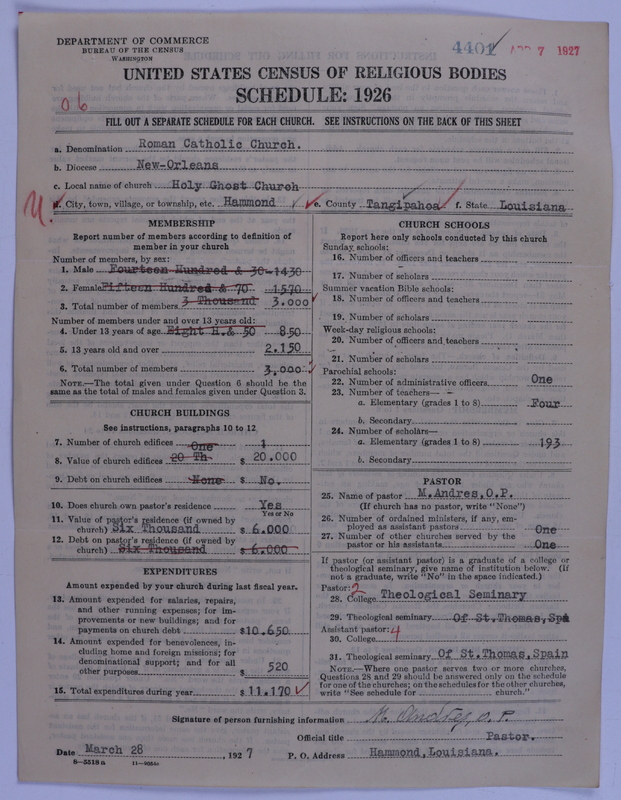 DEPARTMENT OF COMMERCE
BUREAU OF THE CENSUS
WASHINGTON
4401 APR 7 1927
UNITED STATES CENSUS OF RELIGIOUS BODIES
SCHEDULE: 1926
06
FILL OUT A SEPARATE SCHEDULE FOR EACH CHURCH. SEE INSTRUCTIONS ON THE BACK OF THIS SHEET
a. Denomination Roman Catholic Church.
b. Diocese New-Orleans
c. Local name of church Holy Ghost Church
d. City, town, village, or township, etc. Hammond e. County Tangipahoa f. State Louisiana
MEMBERSHIP
Report number of members according to definition of
member in your church
Number of members, by sex:
1. Male Fourteen Hundred & 30 1430
2. Female Fifteen Hundred & 70 1570
3. Total number of members 3 Thousand 3.000
Number of members under and over 13 years old:
4. Under 13 years of age Eight H.& 50 850
5. 13 years old and over 2.150
6. Total number of members 3,000
NOTE.—The total given under Question 6 should be the
same as the total of males and females given under Question 3.
CHURCH BUILDINGS
See instructions, paragraphs 10 to 12
7. Number of church edifices One 1
8. Value of church edifices 20 Th. $ 20.000
9. Debt on church edifices None $ No.
10. Does church own pastor's residence Yes
Yes or No
11. Value of pastor's residence (if owned by
church) Six Thousand $ 6.000
12. Debt on pastor's residence (if owned by
church) Six Thousand $ 6.000
EXPENDITURES
Amount expended by your church during last fiscal year.
13. Amount expended for salaries, repairs,
and other running expenses; for im-
provements or new buildings; and for
payments on church debt $10.650
14. Amount expended for benevolences, in-
cluding home and foreign missions; for
denominational support; and for all
other purposes $ 520
15. Total expenditures during year $ 11.170
CHURCH SCHOOLS
Report here only schools conducted by this church
Sunday schools:
16. Number of officers and teachers
17. Number of scholars
Summer vacation Bible schools:
18. Number of officers and teachers
19. Number of scholars
Week-day religious schools:
20. Number of officers and teachers
21. Number of scholars
Parochial schools:
22. Number of administrative officers One
23. Number of teachers—
a. Elementary (grades 1 to 8) Four
b. Secondary
24. Number of scholars—
a. Elementary (grades 1 to 8) 193
b. Secondary
PASTOR
25. Name of pastor M.Andres,O.P.
(If church has no pastor, write "None")
26. Number of ordained ministers, if any, em-
ployed as assistant pastors One
27. Number of other churches served by the
pastor or his assistants One
If pastor (or assistant pastor) is a graduate of a college or
theological seminary, give name of institution below. (If
not a graduate, write "No" in the space indicated.)
Pastor: 2
28. College Theological Seminary
29. Theological seminary Of St.Thomas,Spa
Assistant pastor: 4
30. College
31. Theological seminary Of St.Thomas,Spain
NOTE.—Where one pastor serves two or more churches,
Questions 28 and 29 should be answered only on the schedule
for one of the churches; on the schedules for the other churches,
write "See schedule for church."
Signature of person furnishing information M. Andres, O.P.
Official title Pastor.
Date March 28, 1927 P. O. Address Hammond,Louisiana.
8—5518a